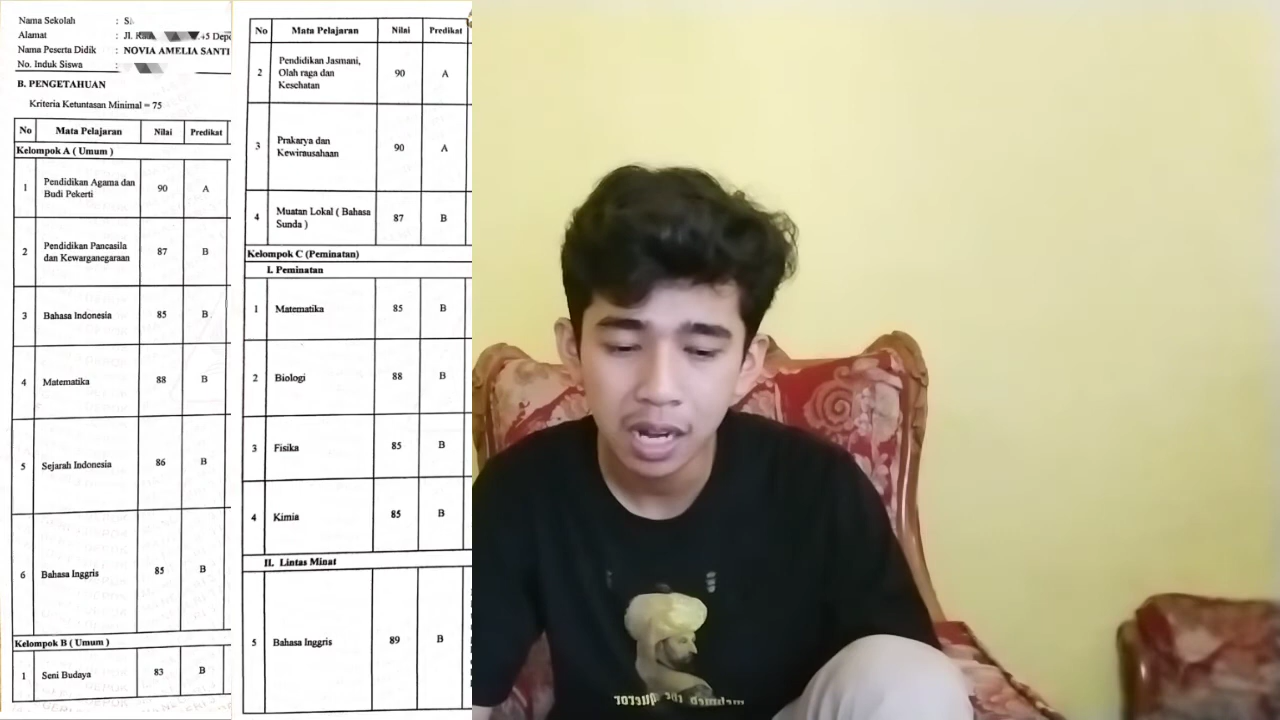 Nama Sekolah :
Alamat : Jl.
Nama Peserta Didik : NOVIA AMELIA SANTI
No. Induk Siswa :
B. PENGETAHUAN
Kriteria Ketuntasan Minimal = 75
No Mata Pelajaran Nilai Predikat
Kelompok A ( Umum )
1 Pendidikan Agama dan Budi Pekerti 90 A
2 Pendidikan Pancasila dan Kewarganegaraan 87 B
3 Bahasa Indonesia 85 B
4 Matematika 88 B
5 Sejarah Indonesia 86 B
6 Bahasa Inggris 85 B
Kelompok B ( Umum )
1 Seni Budaya 83 B
No Mata Pelajaran Nilai Predikat
2 Pendidikan Jasmani, Olah raga dan Kesehatan 90 A
3 Prakarya dan Kewirausahaan 90 A
4 Muatan Lokal ( Bahasa Sunda ) 87 B
Kelompok C (Peminatan)
I. Peminatan
1 Matematika 85 B
2 Biologi 88 B
3 Fisika 85 B
4 Kimia 85 B
II. Lintas Minat
5 Bahasa Inggris 89 B